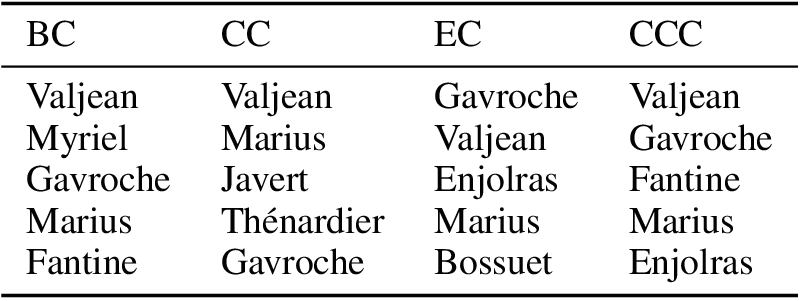 BC CC EC CCC
Valjean Valjean Gavroche Valjean
Myriel Marius Valjean Gavroche
Gavroche Javert Enjolras Fantine
Marius Thénardier Marius Marius
Fantine Gavroche Bossuet Enjolras